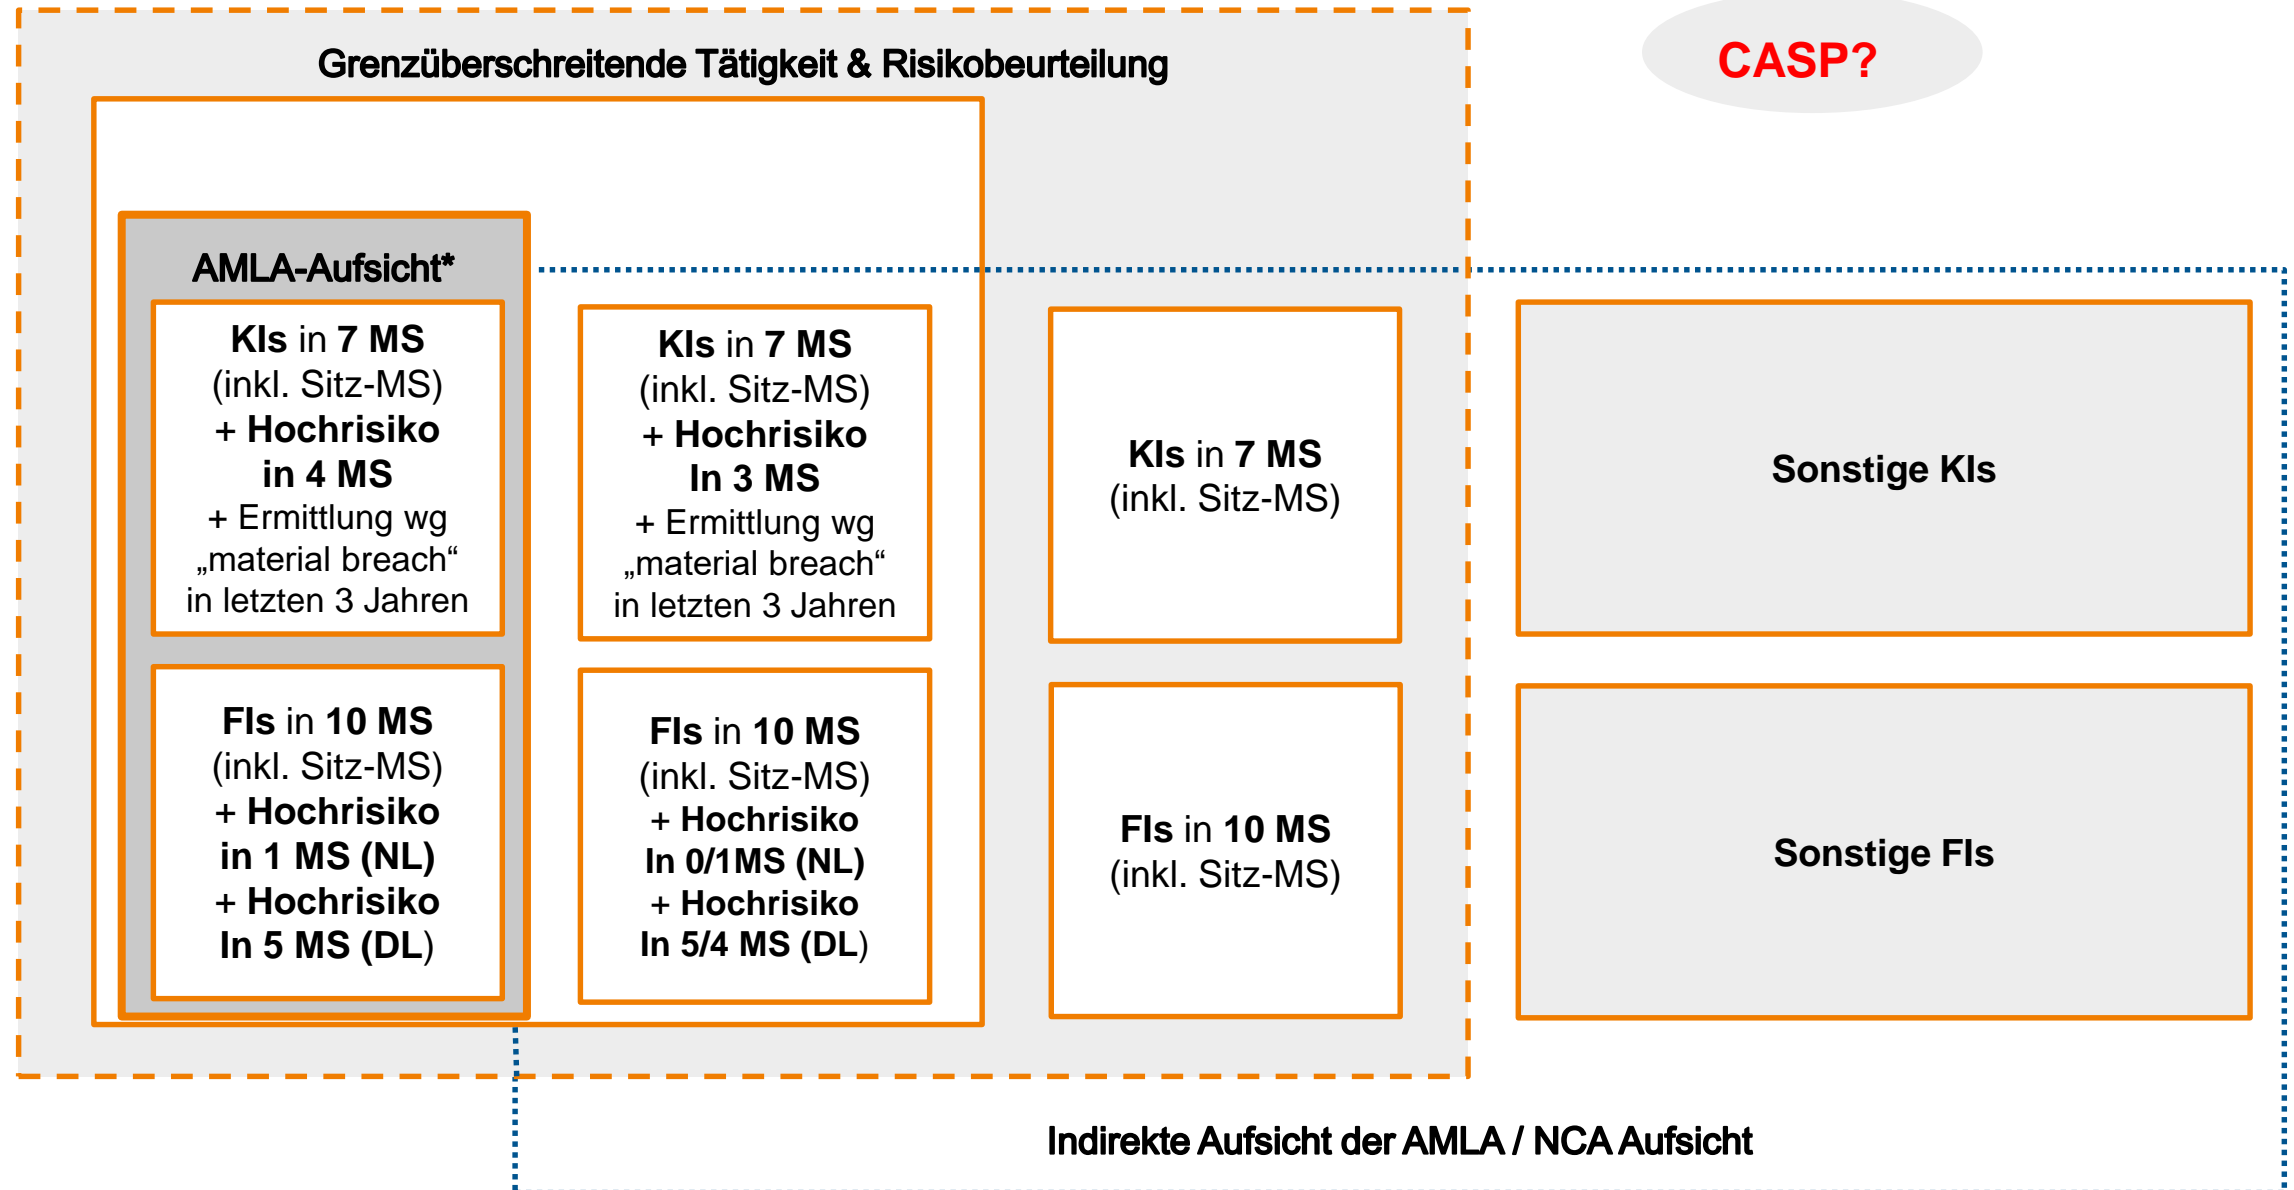 Grenzüberschreitende Tätigkeit & Risikobeurteilung
CASP?
AMLA-Aufsicht*
KIs in 7 MS
(inkl. Sitz-MS)
+ Hochrisiko
in 4 MS
+ Ermittlung wg
„material breach“
in letzten 3 Jahren
KIs in 7 MS
(inkl. Sitz-MS)
+ Hochrisiko
In 3 MS
+ Ermittlung wg
„material breach“
in letzten 3 Jahren
KIs in 7 MS
(inkl. Sitz-MS)
Sonstige KIs
FIs in 10 MS
(inkl. Sitz-MS)
+ Hochrisiko
in 1 MS (NL)
+ Hochrisiko
In 5 MS (DL)
FIs in 10 MS
(inkl. Sitz-MS)
+ Hochrisiko
In 0/1MS (NL)
+ Hochrisiko
In 5/4 MS (DL)
FIs in 10 MS
(inkl. Sitz-MS)
Sonstige FIs
Indirekte Aufsicht der AMLA / NCA Aufsicht